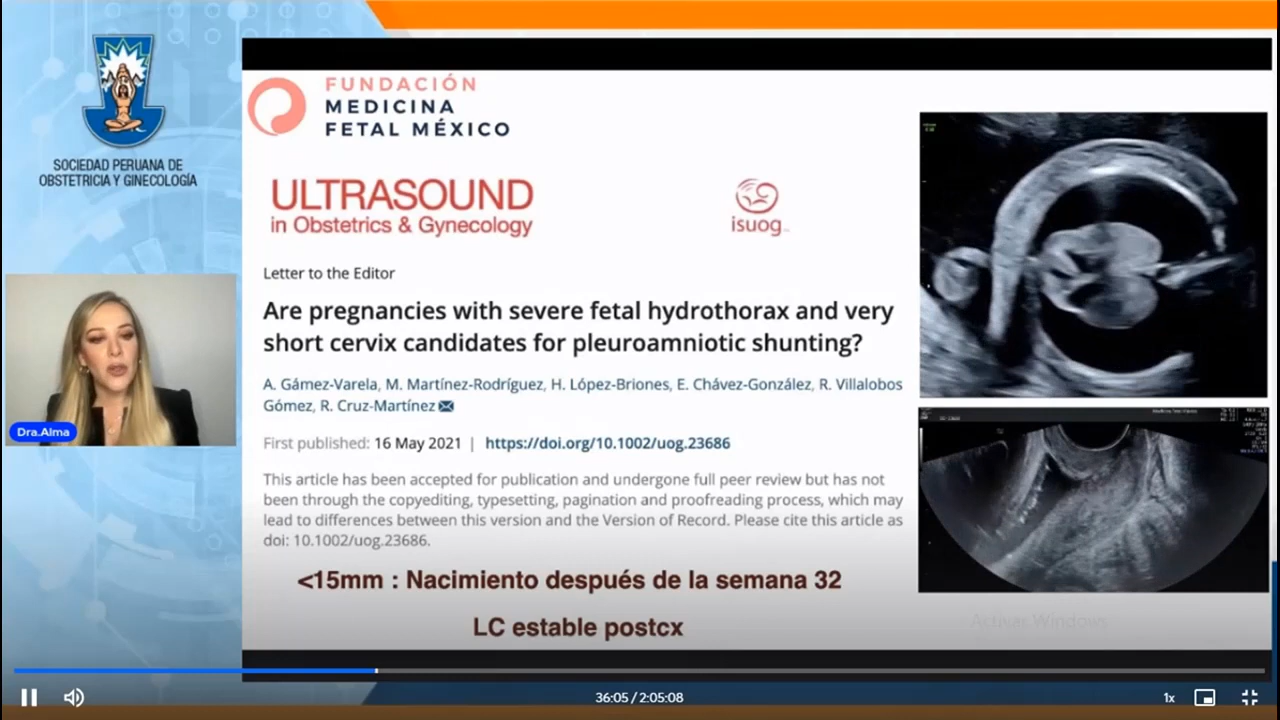 SOCIEDAD PERUANA DE
OBSTETRICIA Y GINECOLOGÍA
FUNDACIÓN
MEDICINA
FETAL MÉXICO
ULTRASOUND
in Obstetrics & Gynecology
isuog
Letter to the Editor
Are pregnancies with severe fetal hydrothorax and very
short cervix candidates for pleuroamniotic shunting?
A. Gámez-Varela, M. Martínez-Rodríguez, H. López-Briones, E. Chávez-González, R. Villalobos
Gómez, R. Cruz-Martínez
First published: 16 May 2021 | https://doi.org/10.1002/uog.23686
This article has been accepted for publication and undergone full peer review but has not
been through the copyediting, typesetting, pagination and proofreading process, which may
lead to differences between this version and the Version of Record. Please cite this article as
doi: 10.1002/uog.23686.
<15mm : Nacimiento después de la semana 32
LC estable postcx
Dra.Alma
Activar Windows
36:05 / 2:05:08
1x